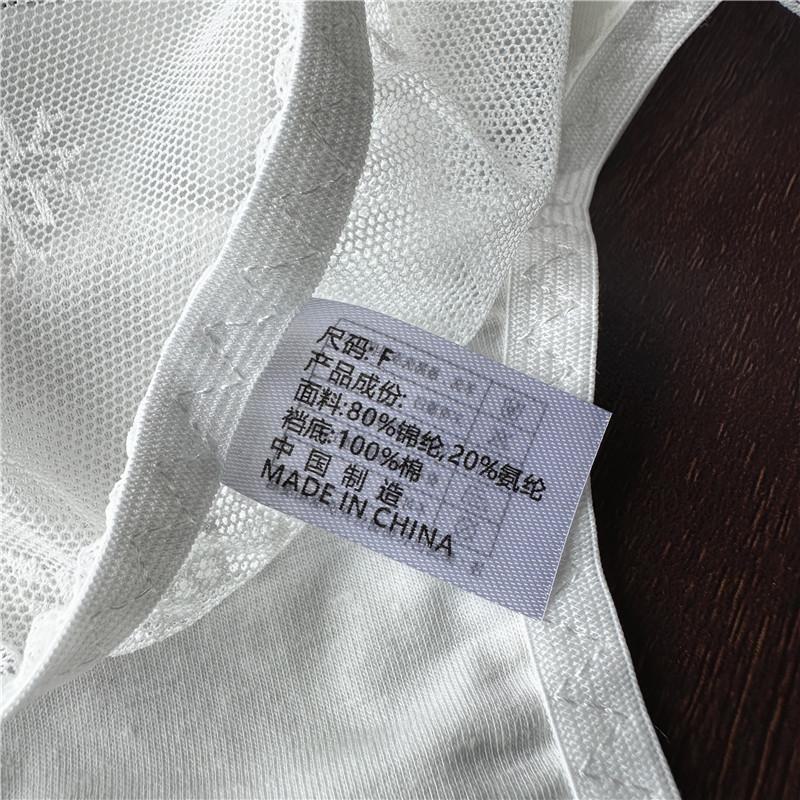 尺码: F
产品成份:
面料:80%锦纶,20%氨纶
裆底:100%棉
中国制造
MADE IN CHINA